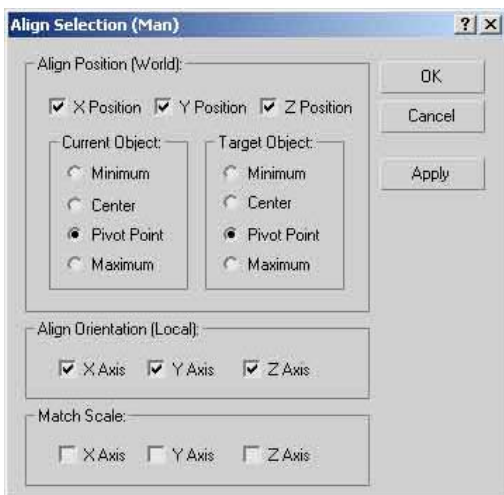 Align Selection (Man)
? ×
Align Position (World):
X Position Y Position Z Position
Current Object:
Minimum
Center
Pivot Point
Maximum
Target Object:
Minimum
Center
Pivot Point
Maximum
Align Orientation (Local):
X Axis Y Axis Z Axis
Match Scale:
X Axis Y Axis Z Axis
OK
Cancel
Apply